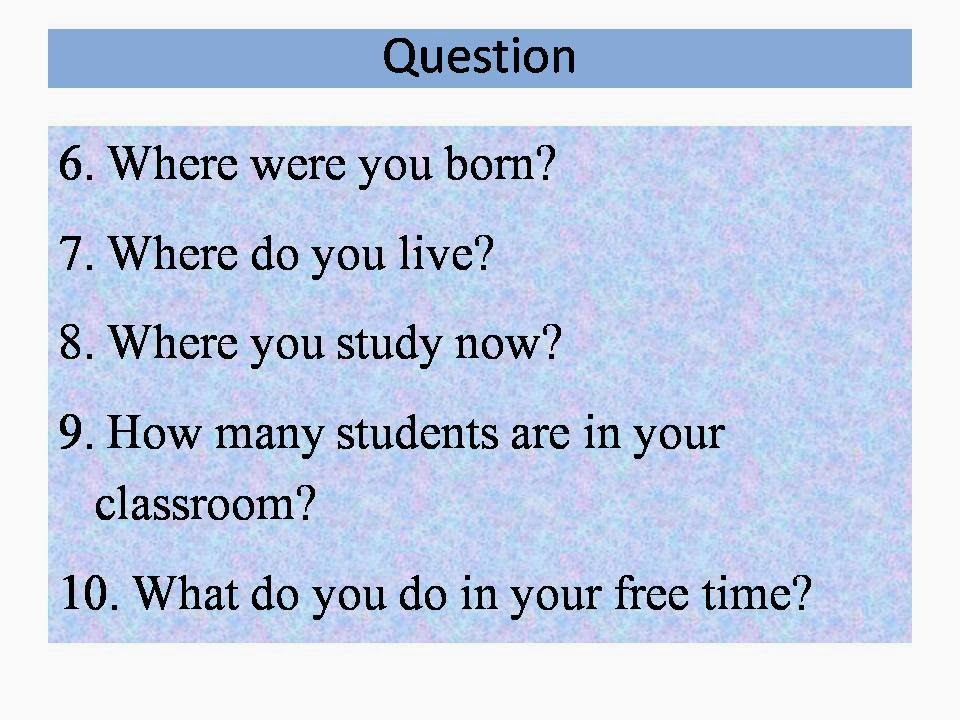 Question
6. Where were you born?
7. Where do you live?
8. Where you study now?
9. How many students are in your
classroom?
10. What do you do in your free time?